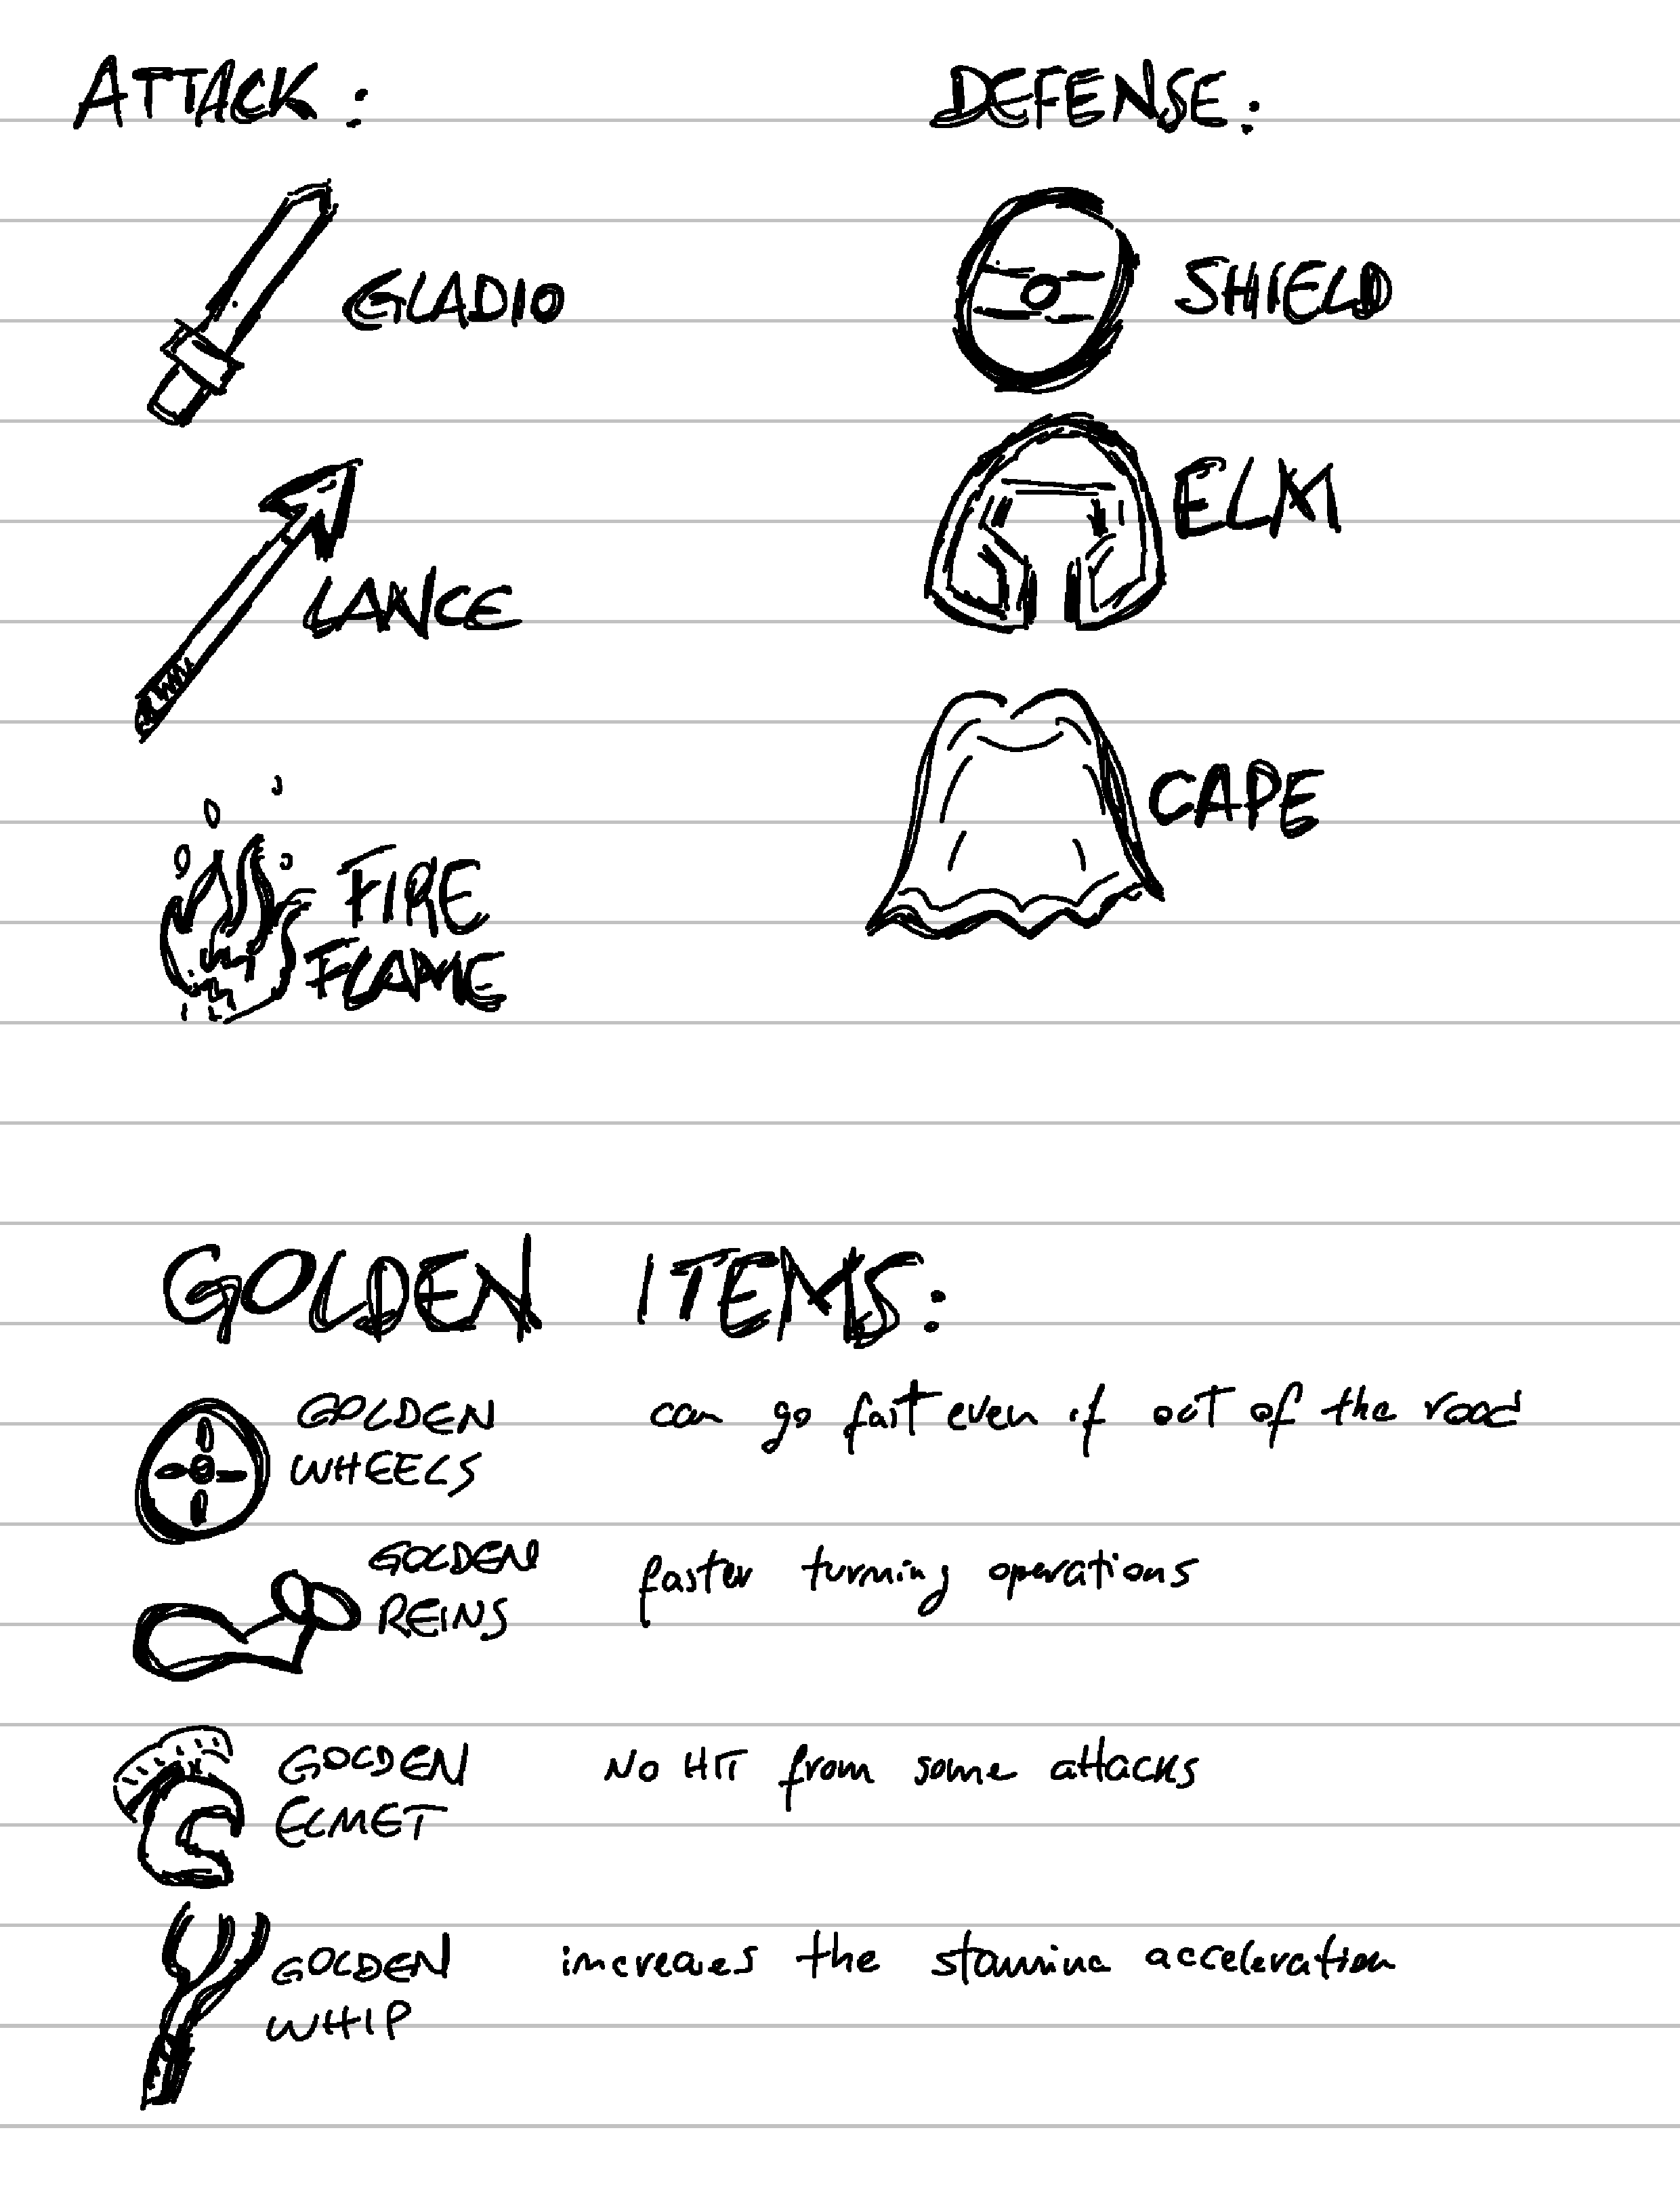 ATTACK:
GLADIO
LANCE
FIRE
FLAME
DEFENSE:
SHIELD
ELM
CAPE
GOLDEN ITEMS:
GOLDEN
WHEELS
can go fast even if out of the road
GOLDEN
REINS
faster turning operations
GOLDEN
ELMET
NO HIT from some attacks
GOLDEN
WHIP
increases the stamina acceleration